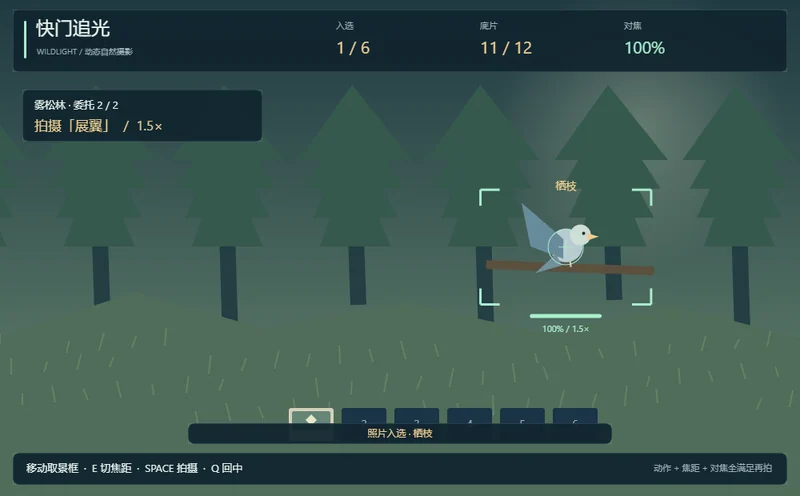 快门追光
WILDLIGHT / 动态自然摄影
入选
1 / 6
底片
11 / 12
对焦
100%
雾松林 · 委托 2 / 2
拍摄「展翼」 / 1.5×
栖枝
100% / 1.5×
照片入选 · 栖枝
移动取景框 · E 切焦距 · SPACE 拍摄 · Q 回中
动作 + 焦距 + 对焦全满足再拍